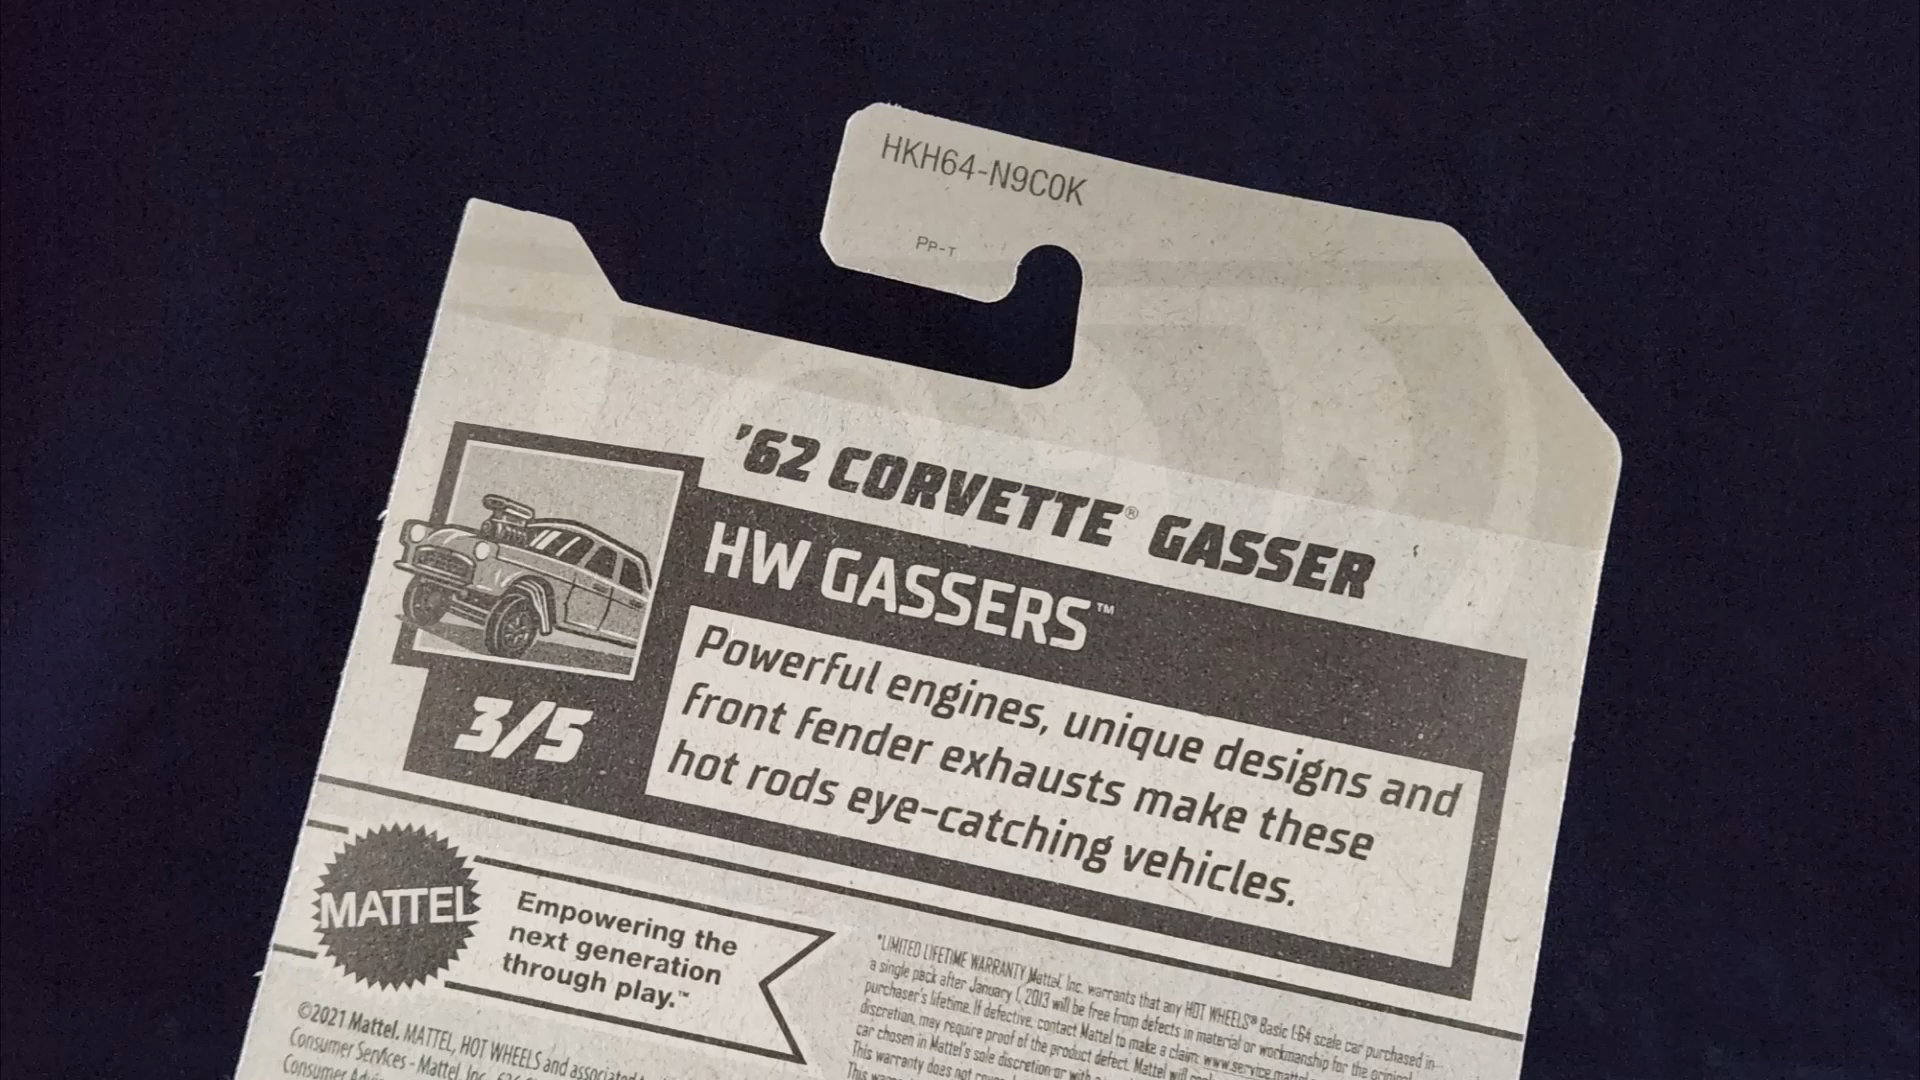 HKH64-N9C0K
PP-T
'62 CORVETTE® GASSER
HW GASSERS™
Powerful engines, unique designs and
front fender exhausts make these
hot rods eye-catching vehicles.
3/5
MATTEL
Empowering the
next generation
through play.™
©2021 Mattel. MATTEL, HOT WHEELS and associated
Consumer Services - Mattel, Inc.
Consumer
*LIMITED LIFETIME WARRANTY Mattel, Inc. warrants that any HOT WHEELS® Basic 1:64 scale car purchased in
a single pack after January 1, 2013 will be free from defects in material or workmanship for the original
purchaser's lifetime. If defective, contact Mattel to make a claim: www.service.mattel
discretion, may require proof of the product defect. Mattel will
car chosen in Mattel's sole discretion or with a
This warranty does not cover
This